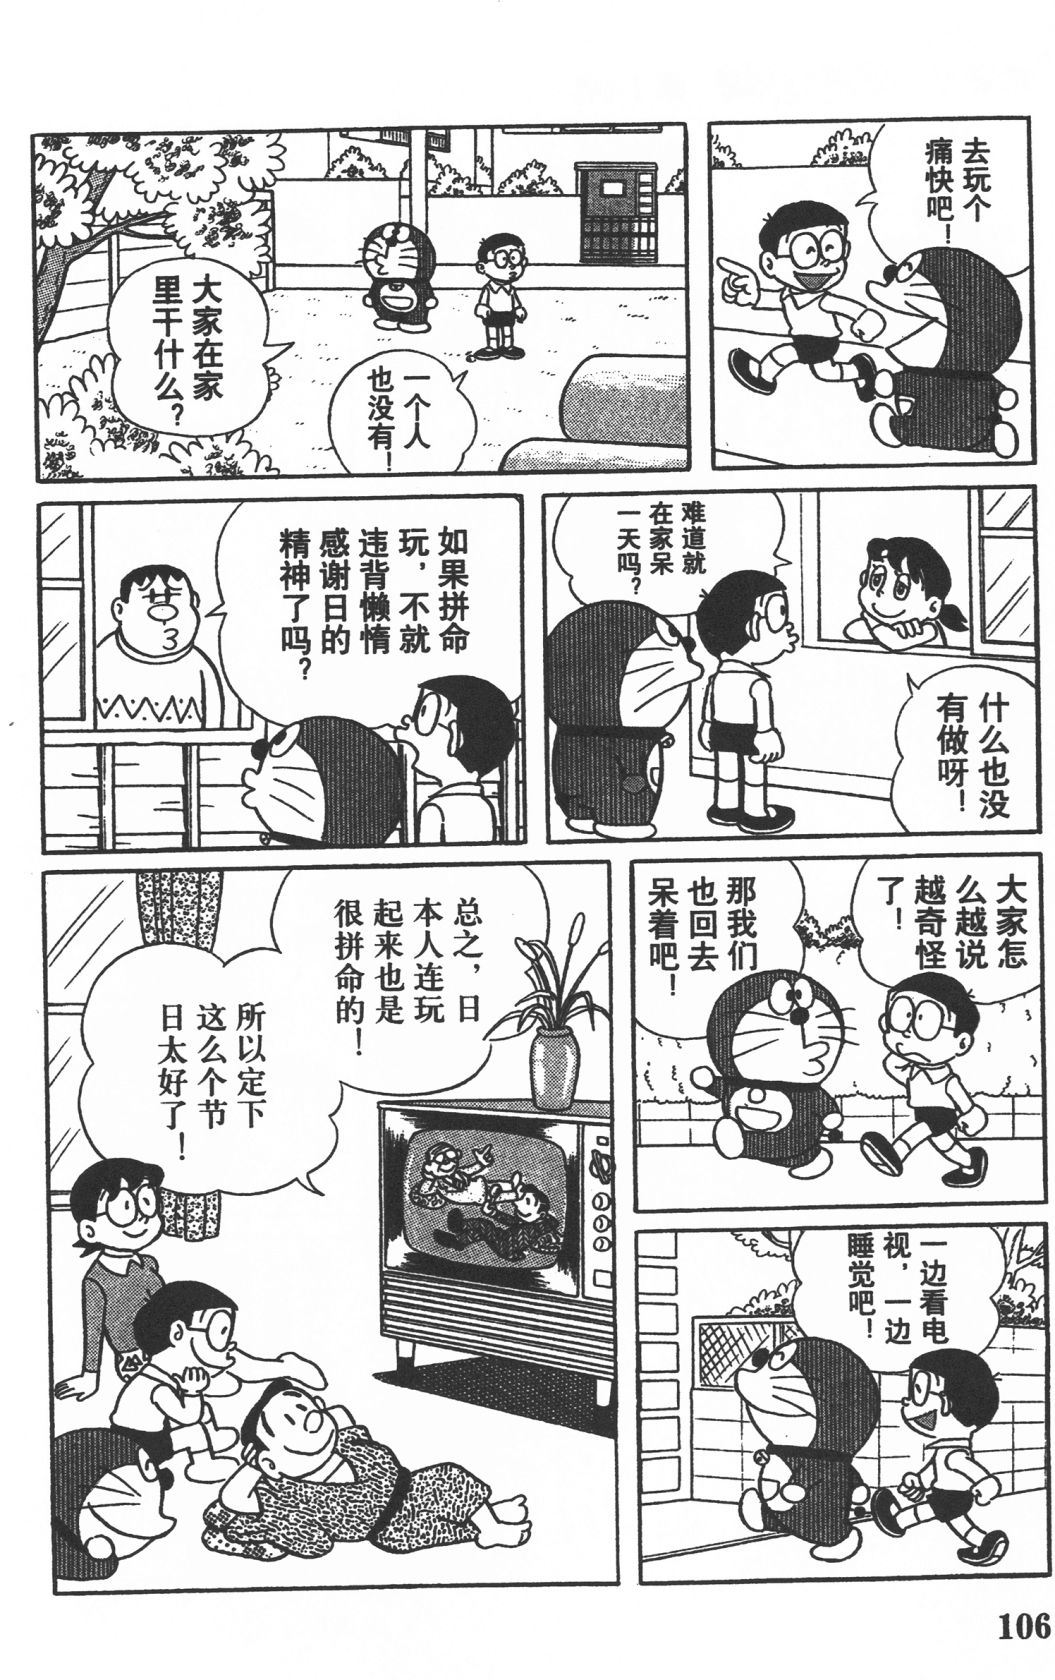 去玩个
痛快吧！
大家在家
里干什么？
一个人
也没有！
难道就
在家呆
一天吗？
什么也没
有做呀！
如果拼命
玩，不就
违背懒惰
感谢日的
精神了吗？
大家怎
么越说
越奇怪
了！
那我们
也回去
呆着吧！
一边看电
视，一边
睡觉吧！
总之，日
本人连玩
起来也是
很拼命的！
所以定下
这么个节
日太好了！
106